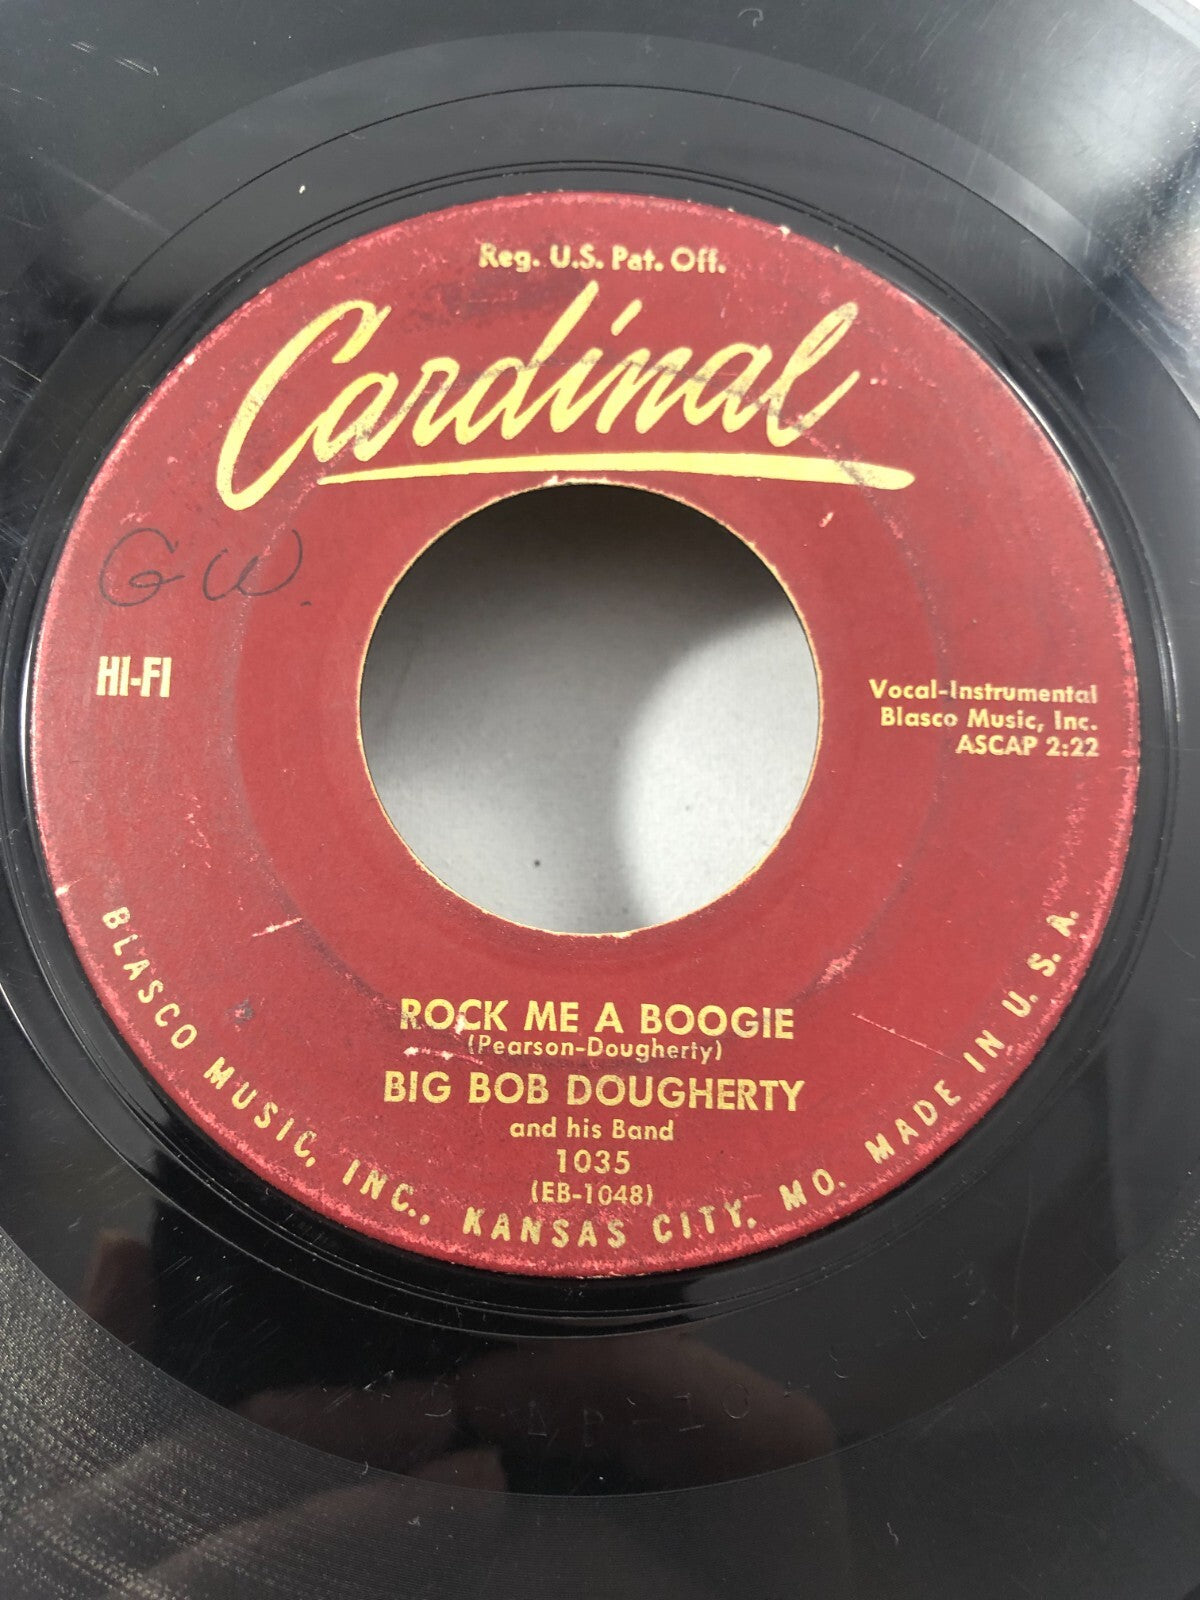 Reg. U.S. Pat. Off.
Cardinal
GW.
HI-FI
Vocal-Instrumental
Blasco Music, Inc.
ASCAP 2:22
ROCK ME A BOOGIE
(Pearson-Dougherty)
BIG BOB DOUGHERTY
and his Band
1035
(EB-1048)
BLASCO MUSIC, INC., KANSAS CITY, MO. MADE IN U. S. A.